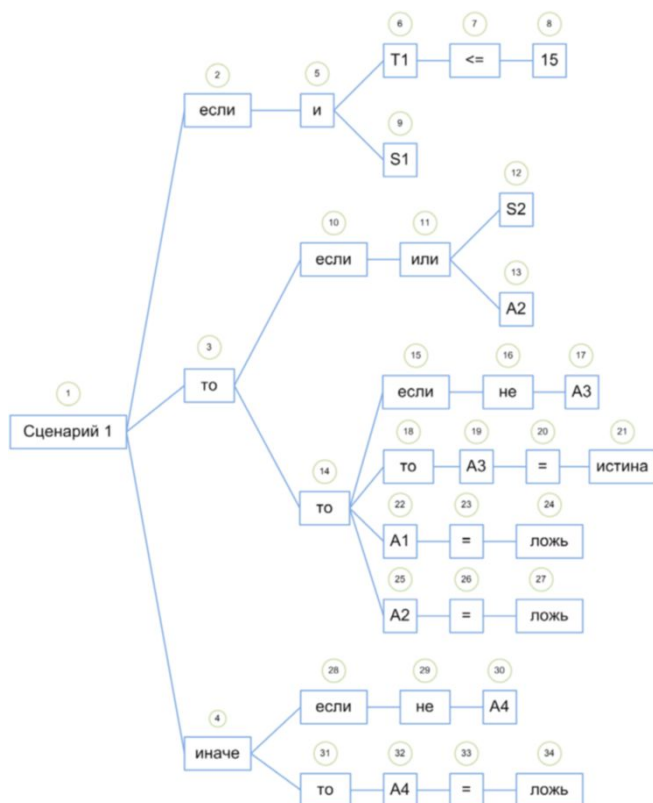 6 7 8
T1 <= 15
2 5
если и
9
S1
12
S2
10 11
если или
13
A2
3
то
15 16 17
если не A3
1
Сценарий 1
18 19 20 21
то A3 = истина
14
то
22 23 24
A1 = ложь
25 26 27
A2 = ложь
28 29 30
если не A4
4
иначе
31 32 33 34
то A4 = ложь